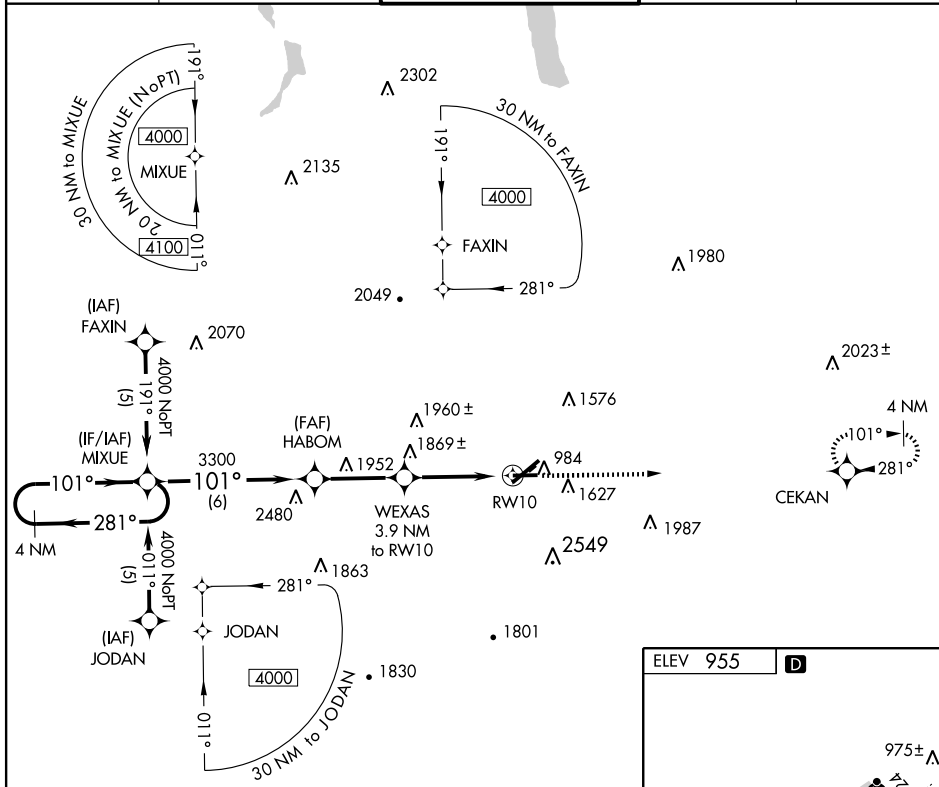 2302
191°
30 NM to MIXUE
20 NM to MIXUE (NoPT)
4000
MIXUE
4100
011°
2135
30 NM to FAXIN
191°
4000
FAXIN
281°
1980
2049
(IAF)
FAXIN
2070
4000 NoPT
191°
(5)
2023±
4 NM
101°
281°
CEKAN
1576
1960±
1869±
(FAF)
HABOM
(IF/IAF)
MIXUE
3300
101°
(6)
101°
281°
4 NM
1952
2480
WEXAS
3.9 NM
to RW10
984
RW10
1627
1987
2549
4000 NoPT
011°
(5)
(IAF)
JODAN
1863
281°
JODAN
4000
011°
30 NM to JODAN
1830
1801
ELEV 955
D
975±
24